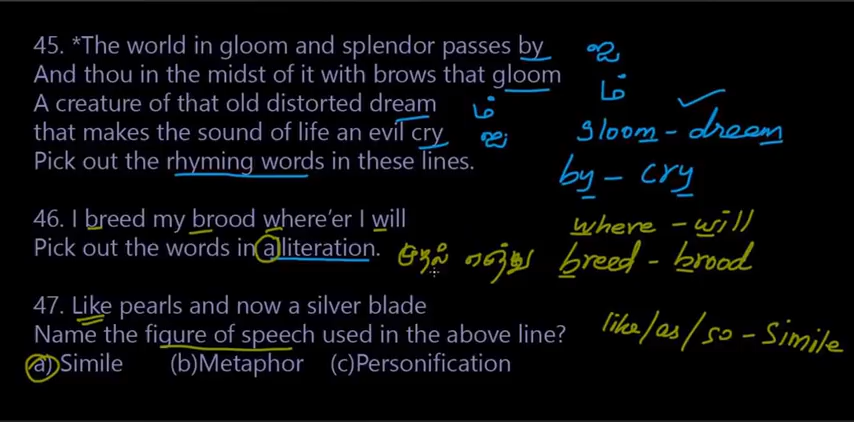 45. *The world in gloom and splendor passes by
ஐ
And thou in the midst of it with brows that gloom
ம்
A creature of that old distorted dream
ம்
that makes the sound of life an evil cry
ஐ
gloom - dream
Pick out the rhyming words in these lines.
by - cry
46. I breed my brood where'er I will
where - will
Pick out the words in alliteration.
முதல் எழுத்து
breed - brood
47. Like pearls and now a silver blade
Name the figure of speech used in the above line?
like/as/so - Simile
a)Simile (b)Metaphor (c)Personification